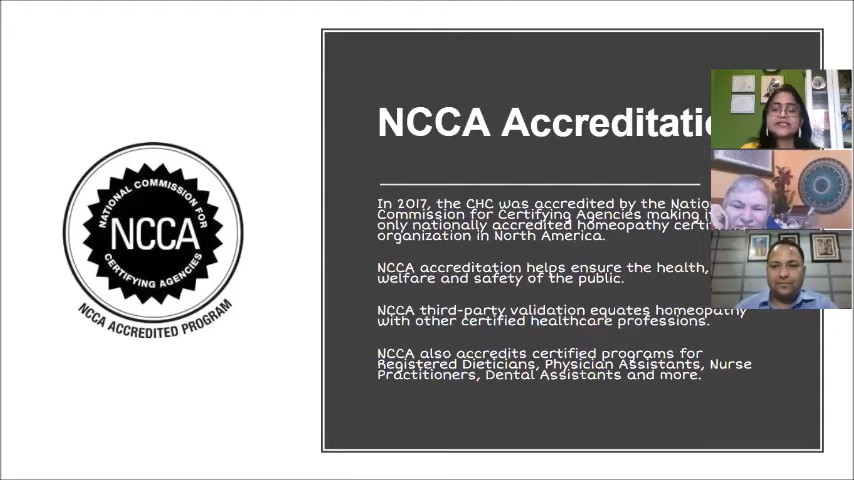 NATIONAL COMMISSION FOR
NCCA
CERTIFYING AGENCIES
NCCA ACCREDITED PROGRAM
NCCA Accreditatio
In 2017, the CHC was accredited by the Natio
Commission for Certifying Agencies making
only nationally accredited homeopathy certi
organization in North America.
NCCA accreditation helps ensure the health,
welfare and safety of the public.
NCCA third-party validation equates homeopathy
with other certified healthcare professions.
NCCA also accredits certified programs for
Registered Dieticians, Physician Assistants, Nurse
Practitioners, Dental Assistants and more.